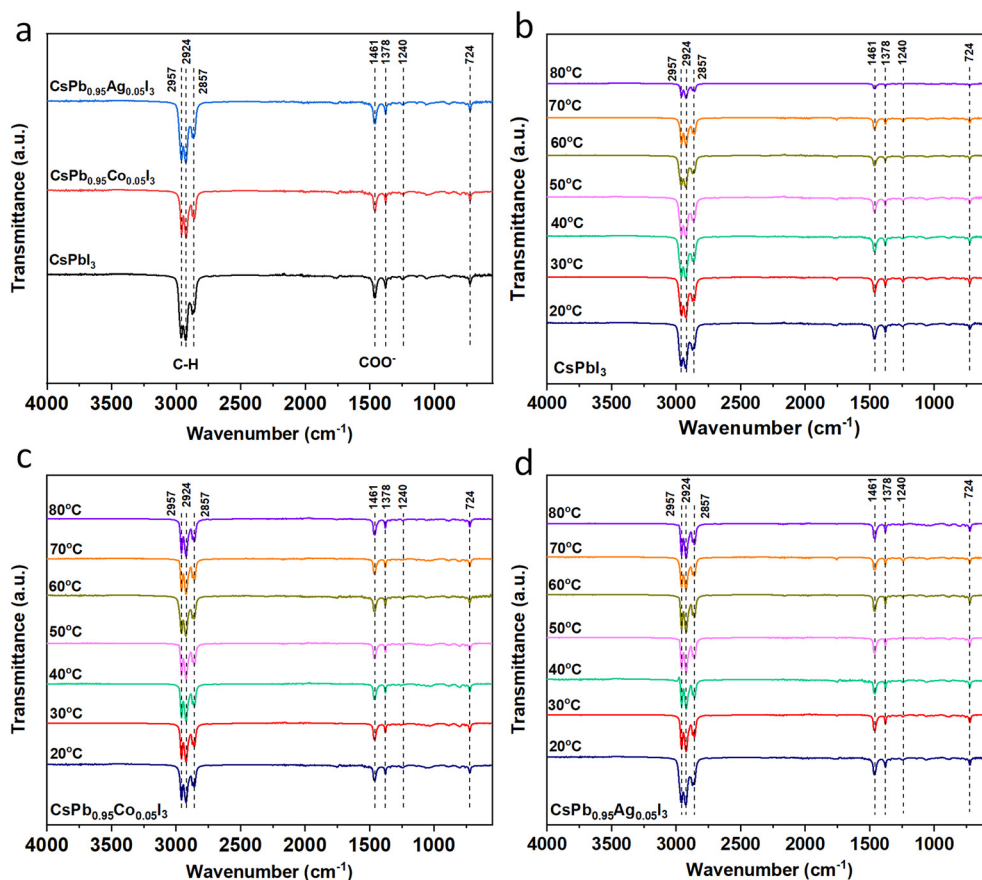 a
2957
2924
2857
1461
1378
1240
724
CsPb0.95Ag0.05I3
CsPb0.95Co0.05I3
CsPbI3
C-H
COO-
Transmittance (a.u.)
4000 3500 3000 2500 2000 1500 1000
Wavenumber (cm-1)
b
2957
2924
2857
1461
1378
1240
724
80°C
70°C
60°C
50°C
40°C
30°C
20°C
CsPbI3
Transmittance (a.u.)
4000 3500 3000 2500 2000 1500 1000
Wavenumber (cm-1)
c
2957
2924
2857
1461
1378
1240
724
80°C
70°C
60°C
50°C
40°C
30°C
20°C
CsPb0.95Co0.05I3
Transmittance (a.u.)
4000 3500 3000 2500 2000 1500 1000
Wavenumber (cm-1)
d
2957
2924
2857
1461
1378
1240
724
80°C
70°C
60°C
50°C
40°C
30°C
20°C
CsPb0.95Ag0.05I3
Transmittance (a.u.)
4000 3500 3000 2500 2000 1500 1000
Wavenumber (cm-1)